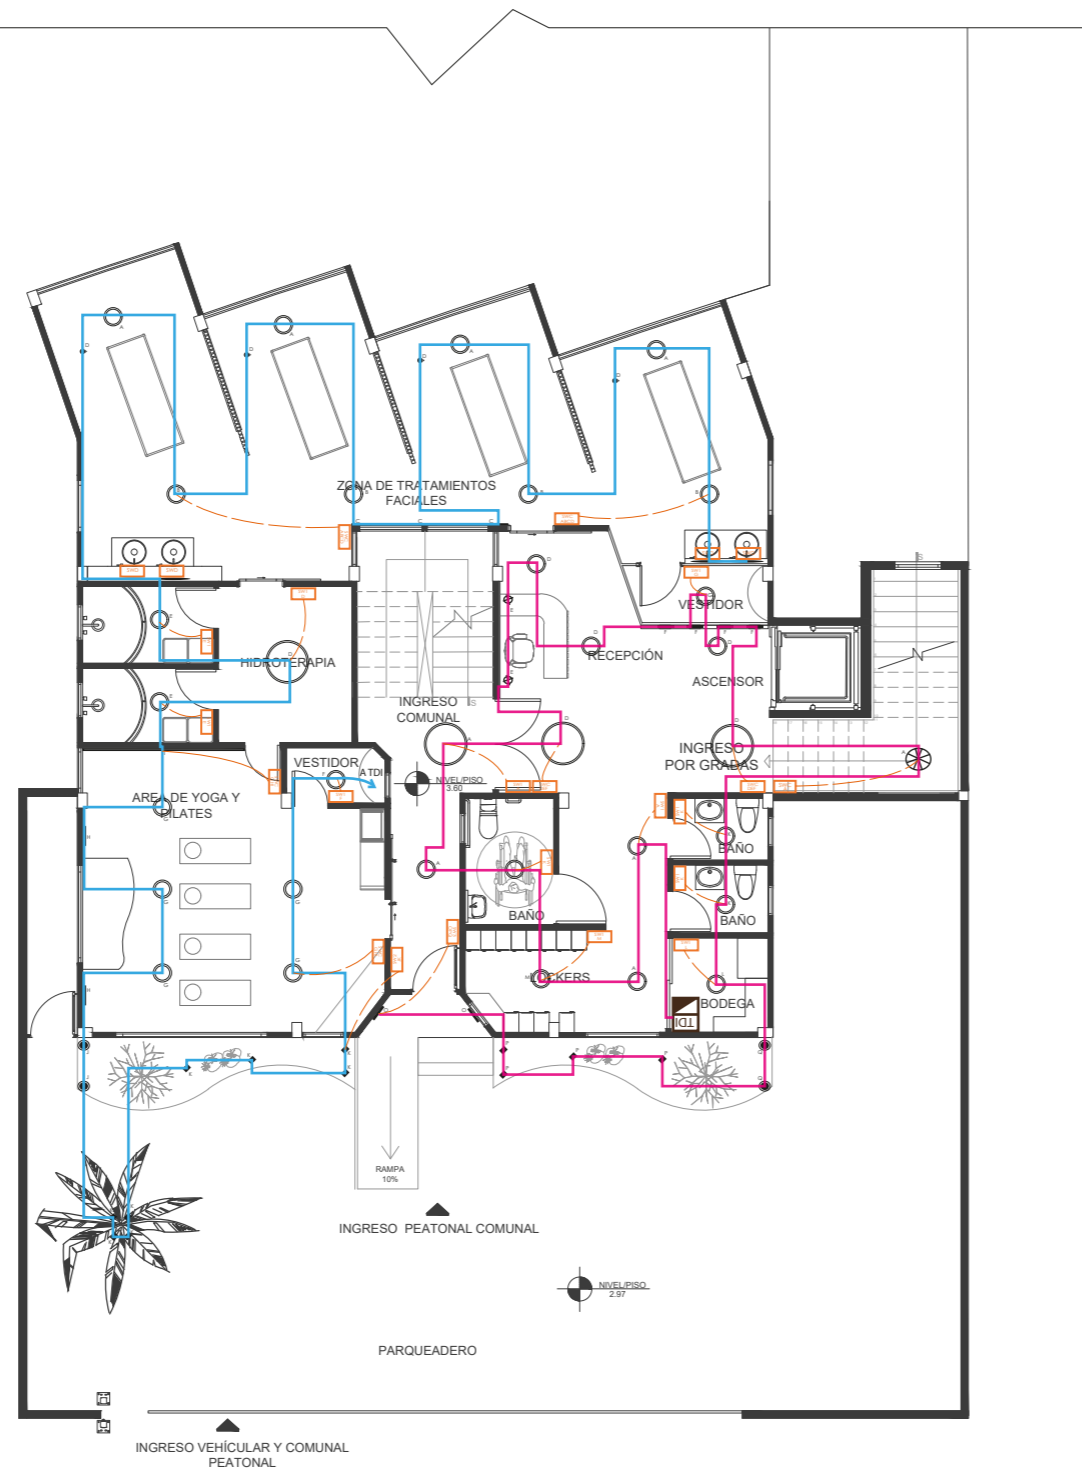 ZONA DE TRATAMIENTOS
FACIALES
VESTIDOR
RECEPCIÓN
HIDROTERAPIA
ASCENSOR
INGRESO
COMUNAL
S
INGRESO
POR GRADAS
VESTIDOR
A TDI
NIVEL/PISO
3.60
AREA DE YOGA Y
PILATES
BAÑO
BAÑO
BAÑO
LOCKERS
BODEGA
TDI
RAMPA
10%
INGRESO PEATONAL COMUNAL
NIVEL/PISO
2.97
PARQUEADERO
INGRESO VEHÍCULAR Y COMUNAL
PEATONAL